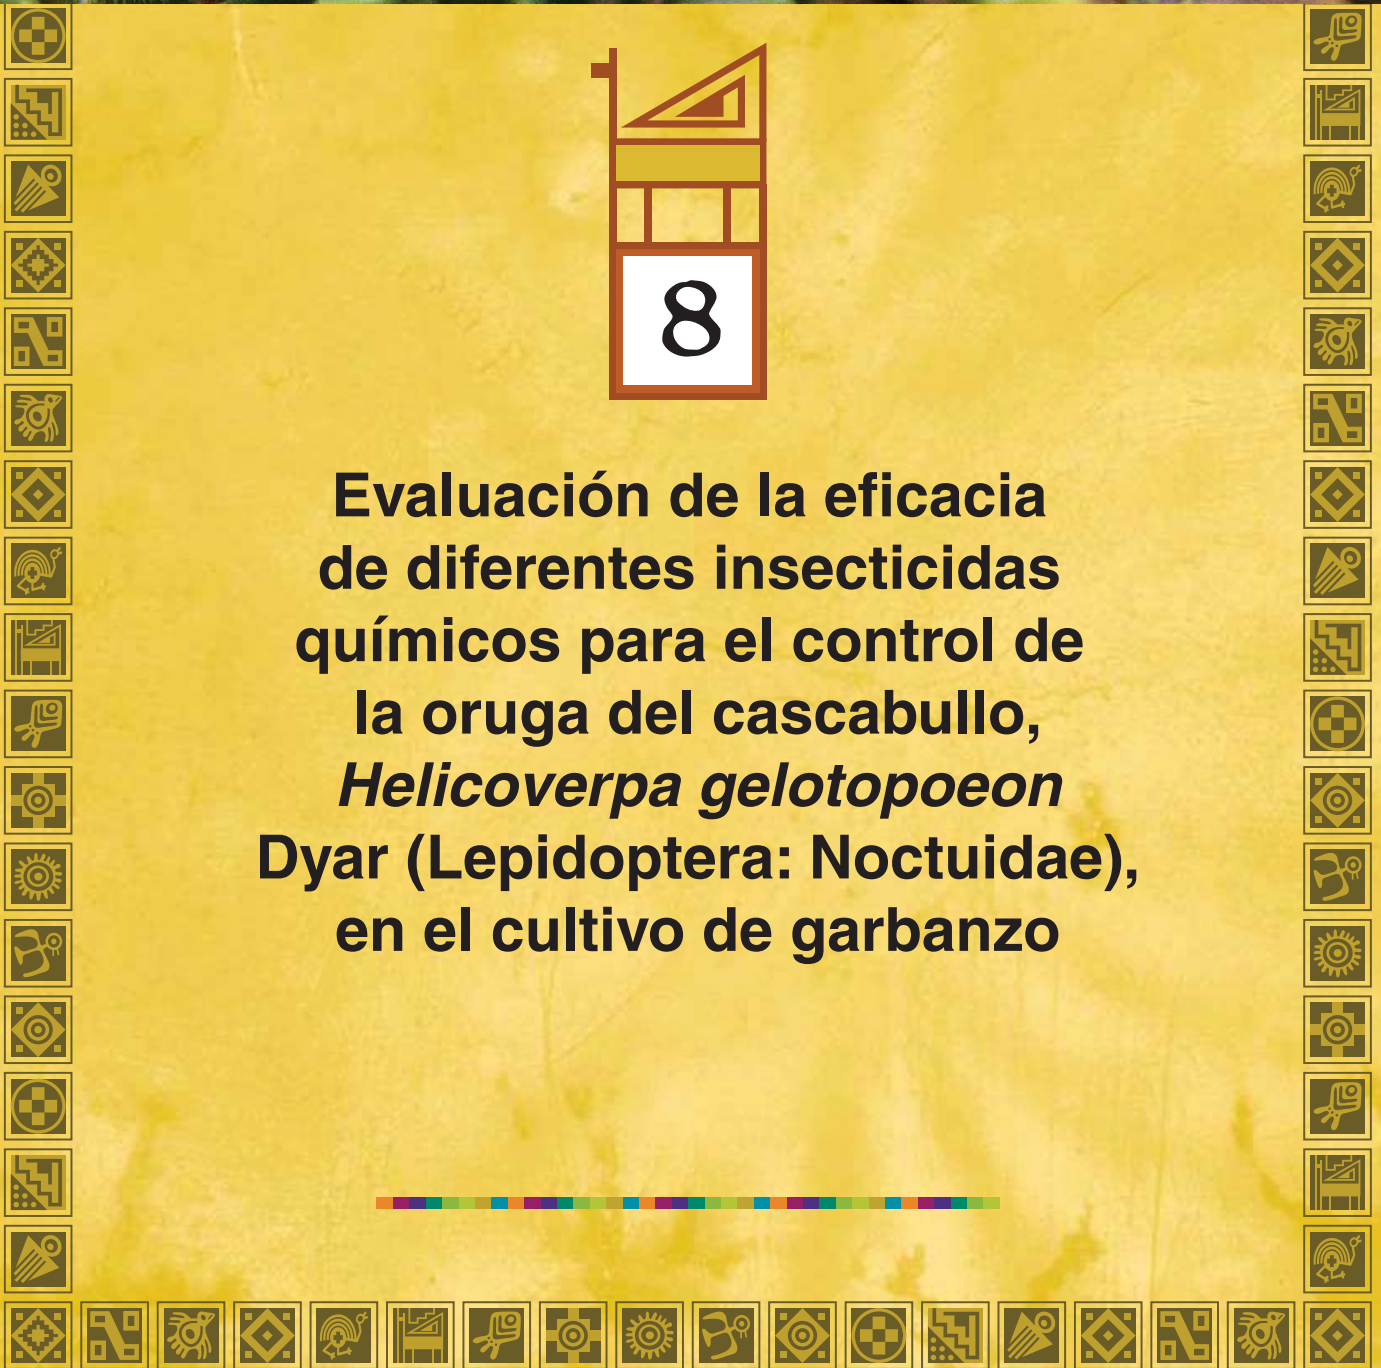 8
Evaluación de la eficacia
de diferentes insecticidas
químicos para el control de
la oruga del cascabullo,
Helicoverpa gelotopoeon
Dyar (Lepidoptera: Noctuidae),
en el cultivo de garbanzo